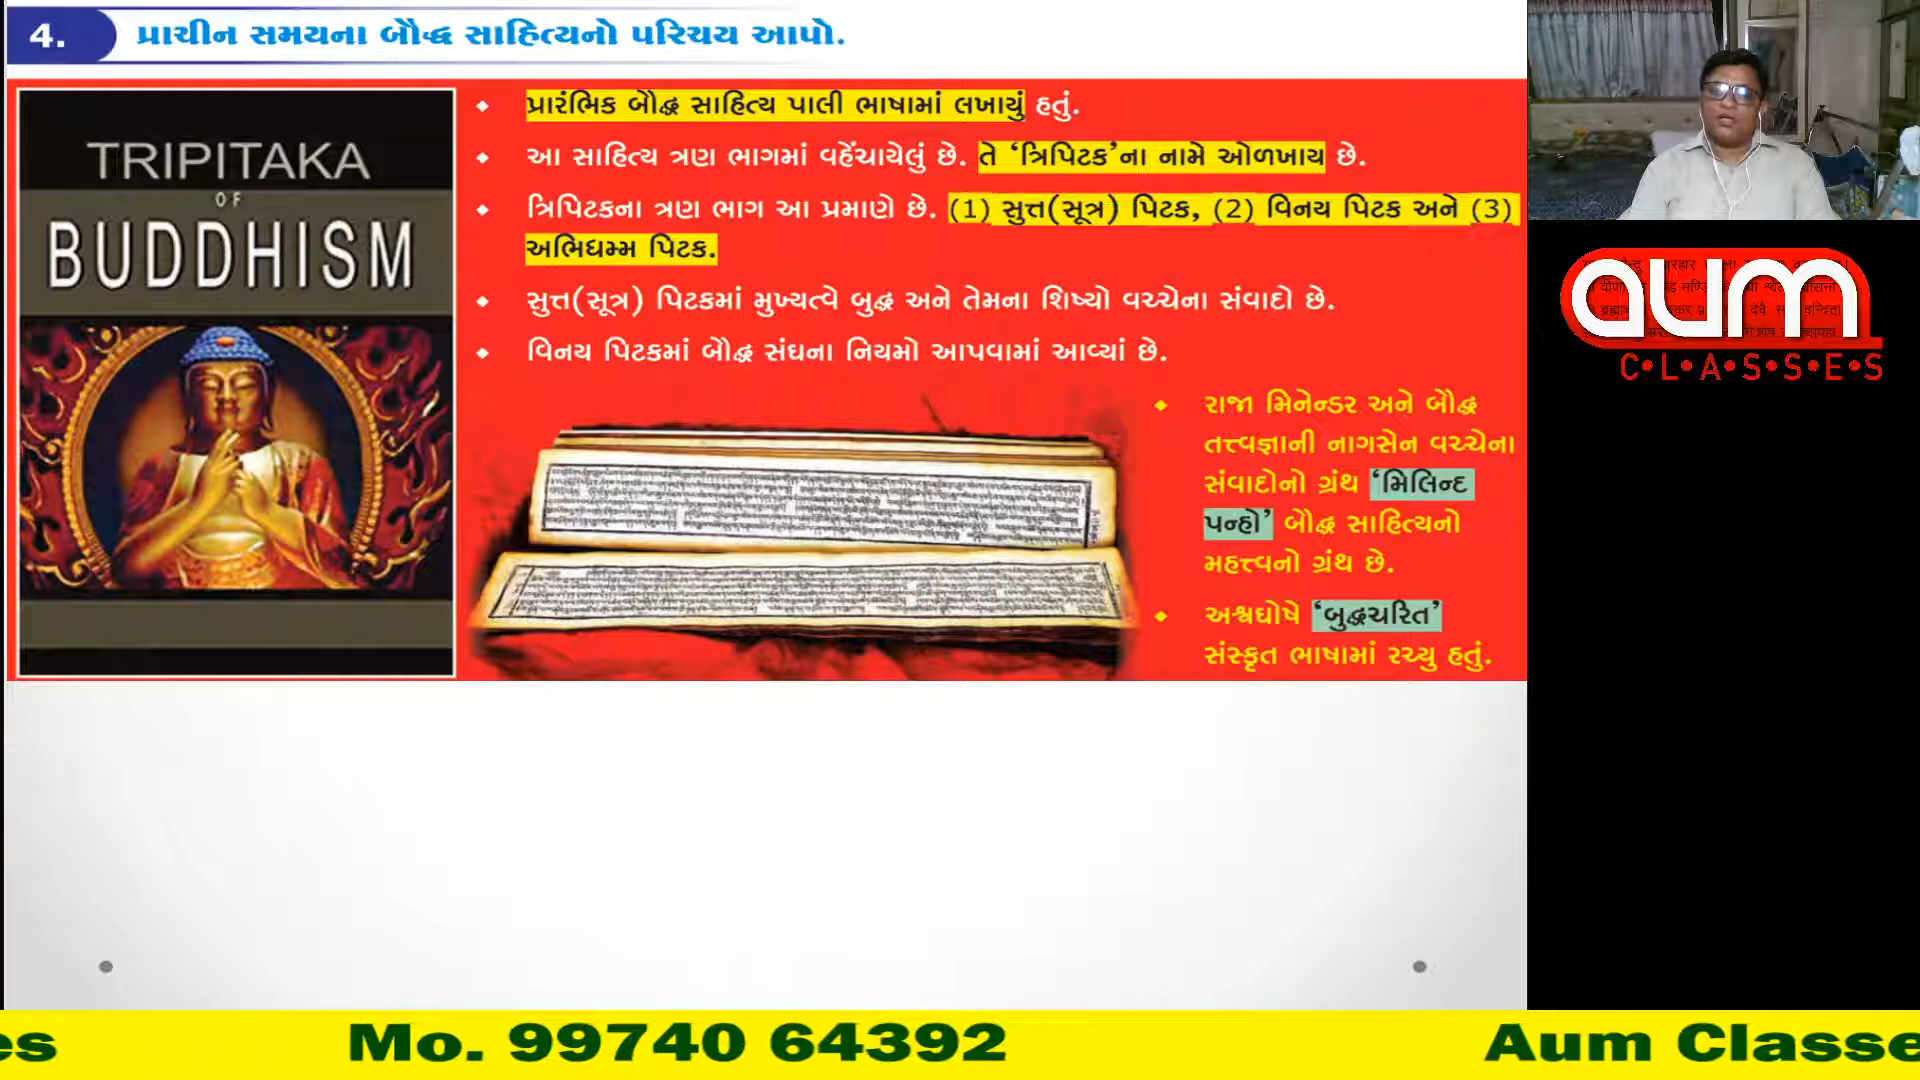 4. પ્રાચીન સમયના બૌદ્ધ સાહિત્યનો પરિચય આપો.
TRIPITAKA
OF
BUDDHISM
પ્રારંભિક બૌદ્ધ સાહિત્ય પાલી ભાષામાં લખાયું હતું.
આ સાહિત્ય ત્રણ ભાગમાં વહેંચાયેલું છે. તે ‘ત્રિપિટક’ના નામે ઓળખાય છે.
ત્રિપિટકના ત્રણ ભાગ આ પ્રમાણે છે. (1) સુત્ત(સૂત્ર) પિટક, (2) વિનય પિટક અને (3)
અભિધમ્મ પિટક.
સુત્ત(સૂત્ર) પિટકમાં મુખ્યત્વે બુદ્ધ અને તેમના શિષ્યો વચ્ચેના સંવાદો છે.
વિનય પિટકમાં બૌદ્ધ સંઘના નિયમો આપવામાં આવ્યાં છે.
રાજા મિનેન્ડર અને બૌદ્ધ
તત્ત્વજ્ઞાની નાગસેન વચ્ચેના
સંવાદોનો ગ્રંથ ‘મિલિન્દ
પન્હો’ બૌદ્ધ સાહિત્યનો
મહત્ત્વનો ગ્રંથ છે.
અશ્વઘોષે ‘બુદ્ધચરિત’
સંસ્કૃત ભાષામાં રચ્યુ હતું.
aum
C•L•A•S•S•E•S
es Mo. 99740 64392 Aum Classe